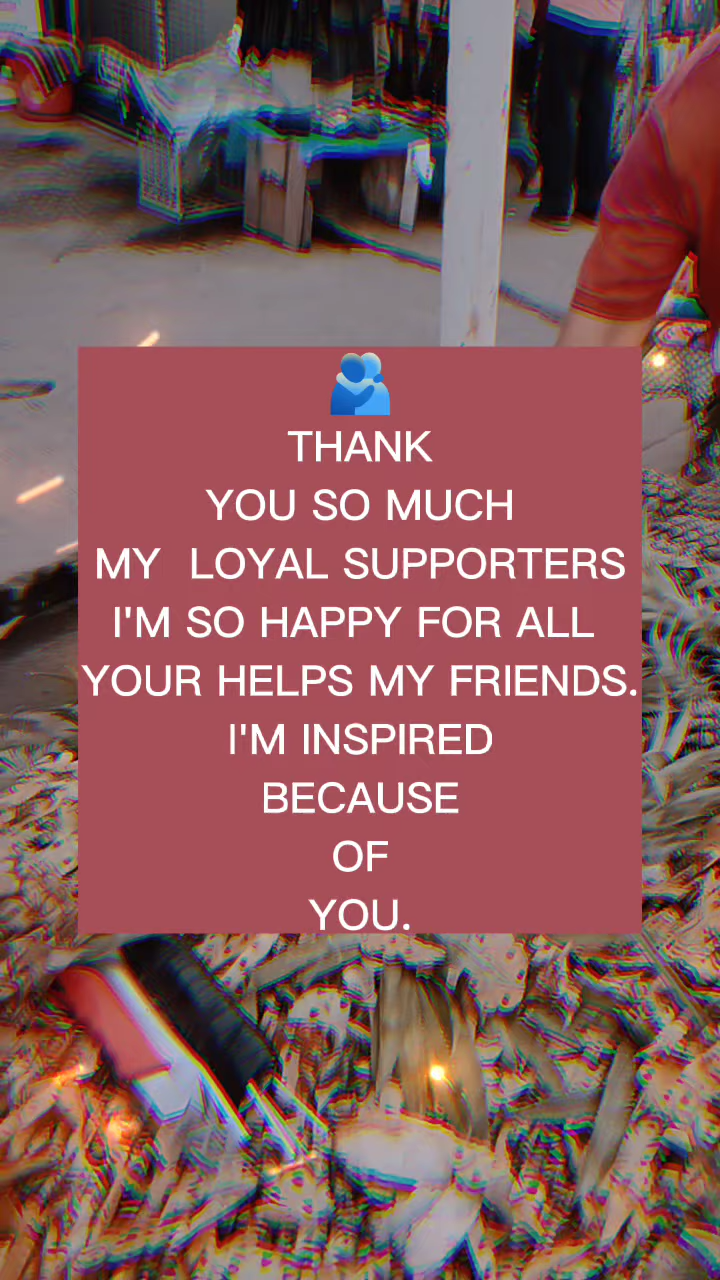 🫂
THANK
YOU SO MUCH
MY  LOYAL SUPPORTERS
I'M SO HAPPY FOR ALL
YOUR HELPS MY FRIENDS.
I'M INSPIRED
BECAUSE
OF
YOU.